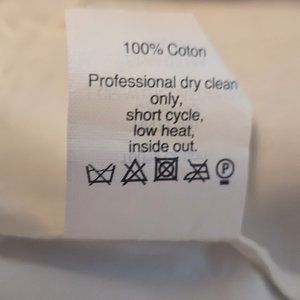 100% Coton
Professional dry clean
only,
short cycle,
low heat,
inside out.
P